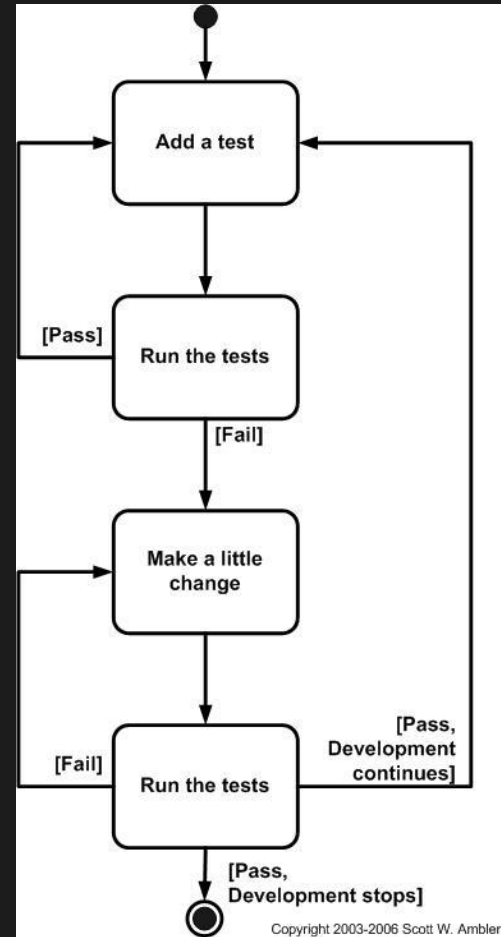 Add a test
[Pass]
Run the tests
[Fail]
Make a little
change
[Fail]
Run the tests
[Pass,
Development
continues]
[Pass,
Development stops]
Copyright 2003-2006 Scott W. Ambler